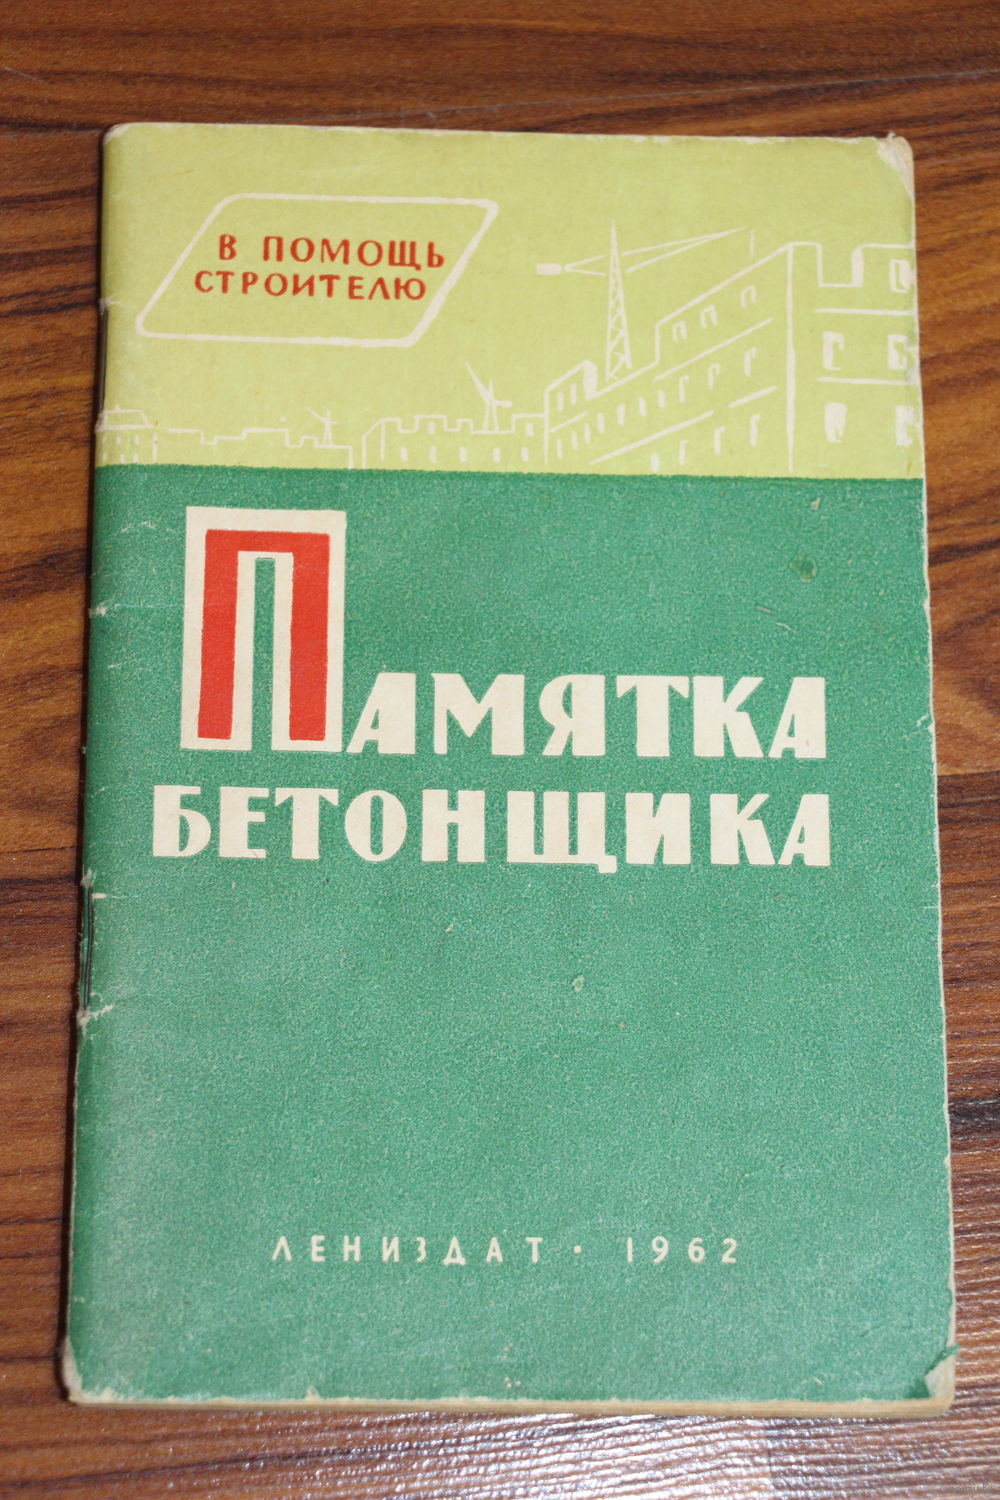 В ПОМОЩЬ
СТРОИТЕЛЮ
ПАМЯТКА
БЕТОНЩИКА
ЛЕНИЗДАТ · 1962